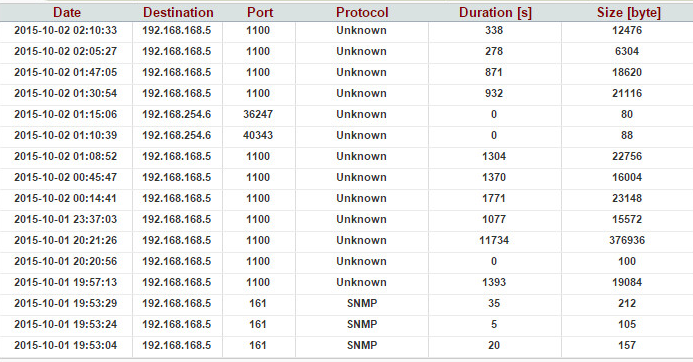 Date Destination Port Protocol Duration [s] Size [byte]
2015-10-02 02:10:33 192.168.168.5 1100 Unknown 338 12476
2015-10-02 02:05:27 192.168.168.5 1100 Unknown 278 6304
2015-10-02 01:47:05 192.168.168.5 1100 Unknown 871 18620
2015-10-02 01:30:54 192.168.168.5 1100 Unknown 932 21116
2015-10-02 01:15:06 192.168.254.6 36247 Unknown 0 80
2015-10-02 01:10:39 192.168.254.6 40343 Unknown 0 88
2015-10-02 01:08:52 192.168.168.5 1100 Unknown 1304 22756
2015-10-02 00:45:47 192.168.168.5 1100 Unknown 1370 16004
2015-10-02 00:14:41 192.168.168.5 1100 Unknown 1771 23148
2015-10-01 23:37:03 192.168.168.5 1100 Unknown 1077 15572
2015-10-01 20:21:26 192.168.168.5 1100 Unknown 11734 376936
2015-10-01 20:20:56 192.168.168.5 1100 Unknown 0 100
2015-10-01 19:57:13 192.168.168.5 1100 Unknown 1393 19084
2015-10-01 19:53:29 192.168.168.5 161 SNMP 35 212
2015-10-01 19:53:24 192.168.168.5 161 SNMP 5 105
2015-10-01 19:53:04 192.168.168.5 161 SNMP 20 157